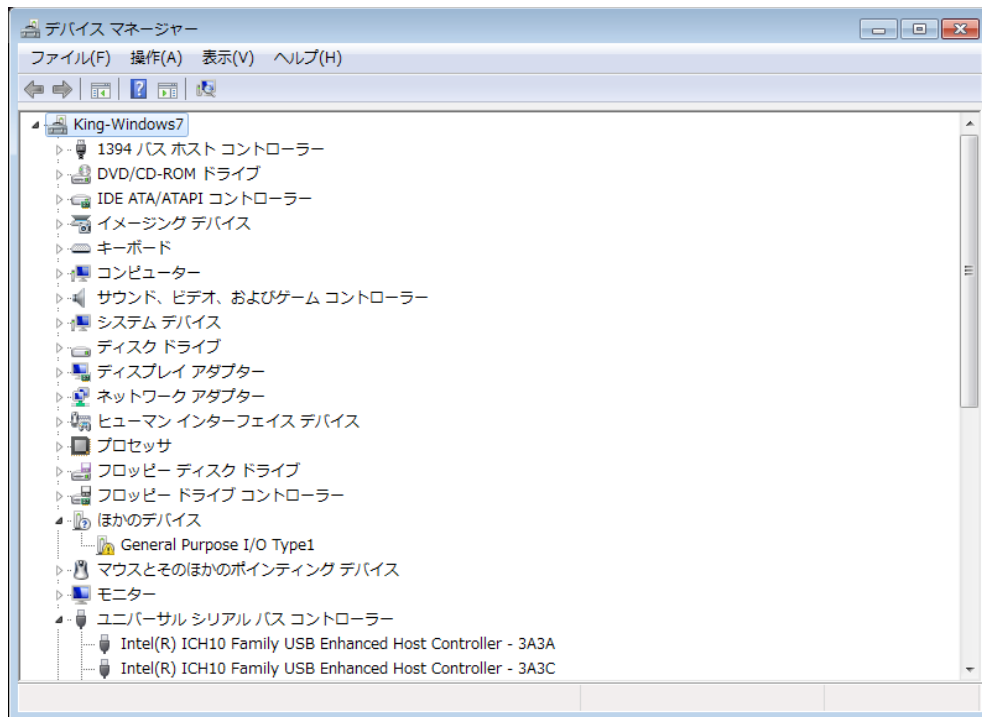 デバイス マネージャー
ファイル(F) 操作(A) 表示(V) ヘルプ(H)
King-Windows7
1394 バス ホスト コントローラー
DVD/CD-ROM ドライブ
IDE ATA/ATAPI コントローラー
イメージング デバイス
キーボード
コンピューター
サウンド、ビデオ、およびゲーム コントローラー
システム デバイス
ディスク ドライブ
ディスプレイ アダプター
ネットワーク アダプター
ヒューマン インターフェイス デバイス
プロセッサ
フロッピー ディスク ドライブ
フロッピー ドライブ コントローラー
ほかのデバイス
General Purpose I/O Type1
マウスとそのほかのポインティング デバイス
モニター
ユニバーサル シリアル バス コントローラー
Intel(R) ICH10 Family USB Enhanced Host Controller - 3A3A
Intel(R) ICH10 Family USB Enhanced Host Controller - 3A3C